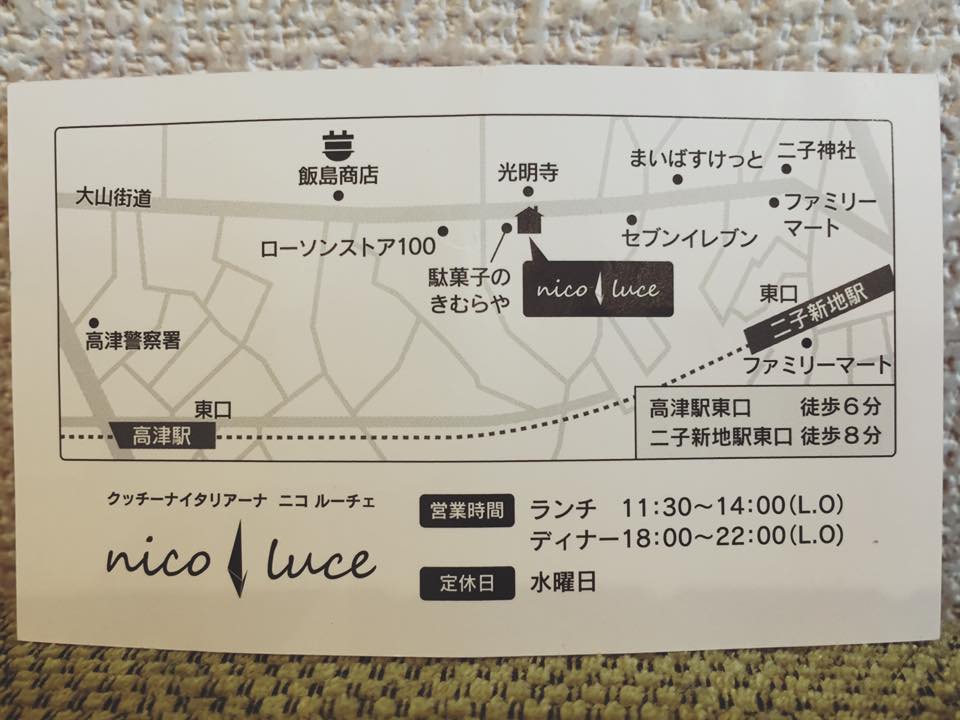 飯島商店
光明寺
まいばすけっと
二子神社
大山街道
ファミリー
マート
ローソンストア100
セブンイレブン
駄菓子の
きむらや
nico luce
東口
二子新地駅
高津警察署
ファミリーマート
東口
高津駅
高津駅東口 徒歩6分
二子新地駅東口 徒歩8分
クッチーナイタリアーナ ニコ ルーチェ
nico luce
営業時間 ランチ 11:30～14:00(L.O)
ディナー18:00～22:00(L.O)
定休日 水曜日